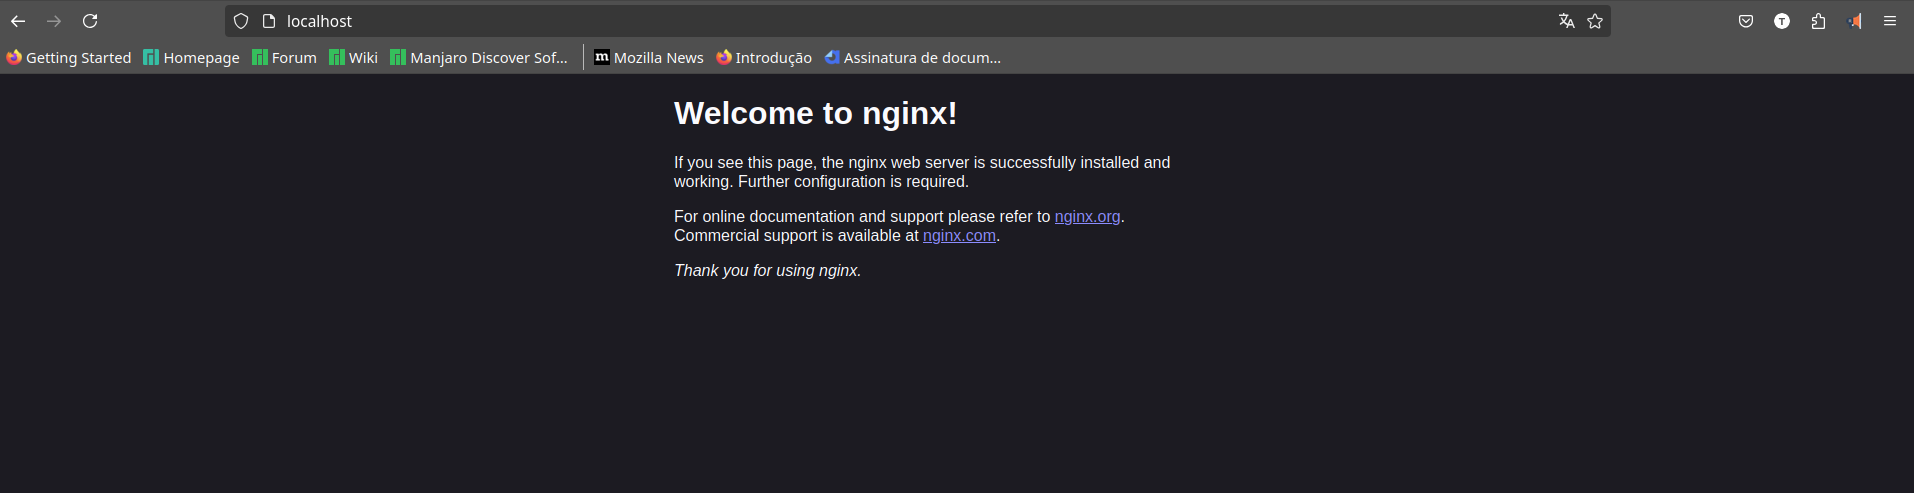 localhost
Getting Started Homepage Forum Wiki Manjaro Discover Sof... m Mozilla News Introdução Assinatura de docum...
Welcome to nginx!
If you see this page, the nginx web server is successfully installed and
working. Further configuration is required.
For online documentation and support please refer to nginx.org.
Commercial support is available at nginx.com.
Thank you for using nginx.